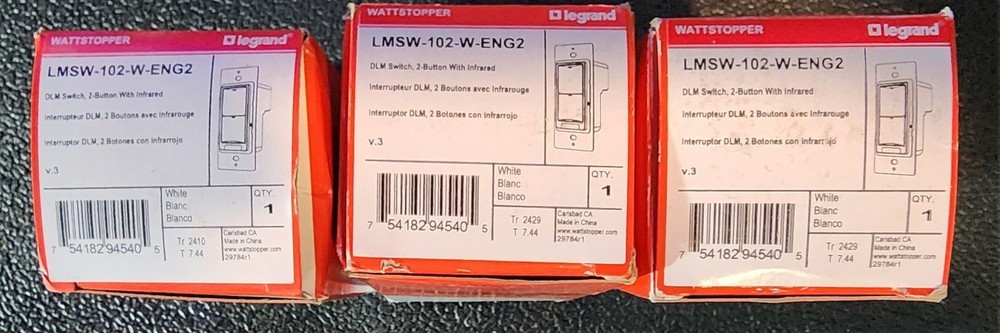 WATTSTOPPER legrand
LMSW-102-W-ENG2
DLM Switch, 2-Button With Infrared
Interrupteur DLM, 2 Boutons avec Infrarouge
Interruptor DLM, 2 Botones con Infrarrojo
v.3
White
Blanc
Blanco
QTY.
1
7 54182 94540 5
Tr 2410
T 7.44
Carlsbad CA
Made in China
www.wattstopper.com
29784r1
WATTSTOPPER legrand
LMSW-102-W-ENG2
DLM Switch, 2-Button With Infrared
Interrupteur DLM, 2 Boutons avec Infrarouge
Interruptor DLM, 2 Botones con Infrarrojo
v.3
White
Blanc
Blanco
QTY.
1
7 54182 94540 5
Tr 2429
T 7.44
Carlsbad CA
Made in China
www.wattstopper.com
29784r1
WATTSTOPPER legrand
LMSW-102-W-ENG2
DLM Switch, 2-Button With Infrared
Interrupteur DLM, 2 Boutons avec Infrarouge
Interruptor DLM, 2 Botones con Infrarrojo
v.3
White
Blanc
Blanco
QTY.
1
7 54182 94540 5
Tr 2429
T 7.44
Carlsbad CA
Made in China
www.wattstopper.com
29784r1